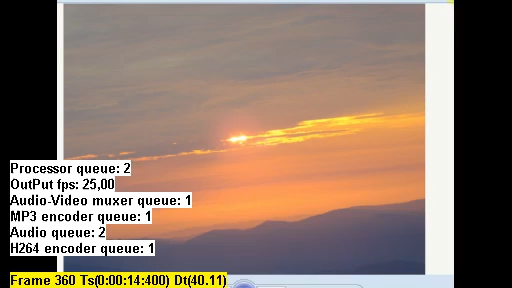 Processor queue: 2
OutPut fps: 25,00
Audio-Video muxer queue: 1
MP3 encoder queue: 1
Audio queue: 2
H264 encoder queue: 1
Frame 360 Ts(0:00:14:400) Dt(40.11)